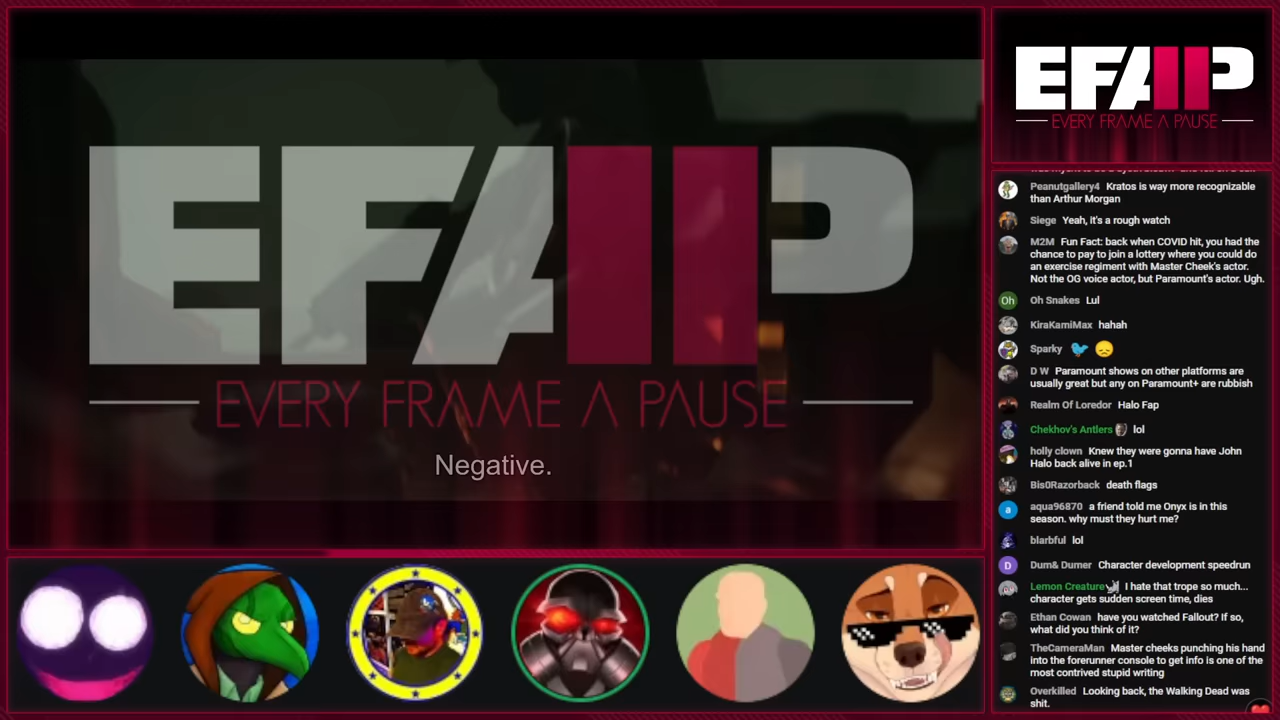 EFAP
EVERY FRAME A PAUSE
Negative.
EFAP
EVERY FRAME A PAUSE
Peanutgallery4 Kratos is way more recognizable
than Arthur Morgan
Siege Yeah, it's a rough watch
M2M Fun Fact: back when COVID hit, you had the
chance to pay to join a lottery where you could do
an exercise regiment with Master Cheek's actor.
Not the OG voice actor, but Paramount's actor. Ugh.
Oh
Oh Snakes Lul
KiraKamiMax hahah
Sparky 🐦 😞
D W Paramount shows on other platforms are
usually great but any on Paramount+ are rubbish
Realm Of Loredor Halo Fap
Chekhov's Antlers lol
holly clown Knew they were gonna have John
Halo back alive in ep.1
Bis0Razorback death flags
a
aqua96870 a friend told me Onyx is in this
season. why must they hurt me?
blarbful lol
D
Dum& Dumer Character development speedrun
Lemon Creature I hate that trope so much...
character gets sudden screen time, dies
Ethan Cowan have you watched Fallout? If so,
what did you think of it?
TheCameraMan Master cheeks punching his hand
into the forerunner console to get info is one of the
most contrived stupid writing
Overkilled Looking back, the Walking Dead was
shit.